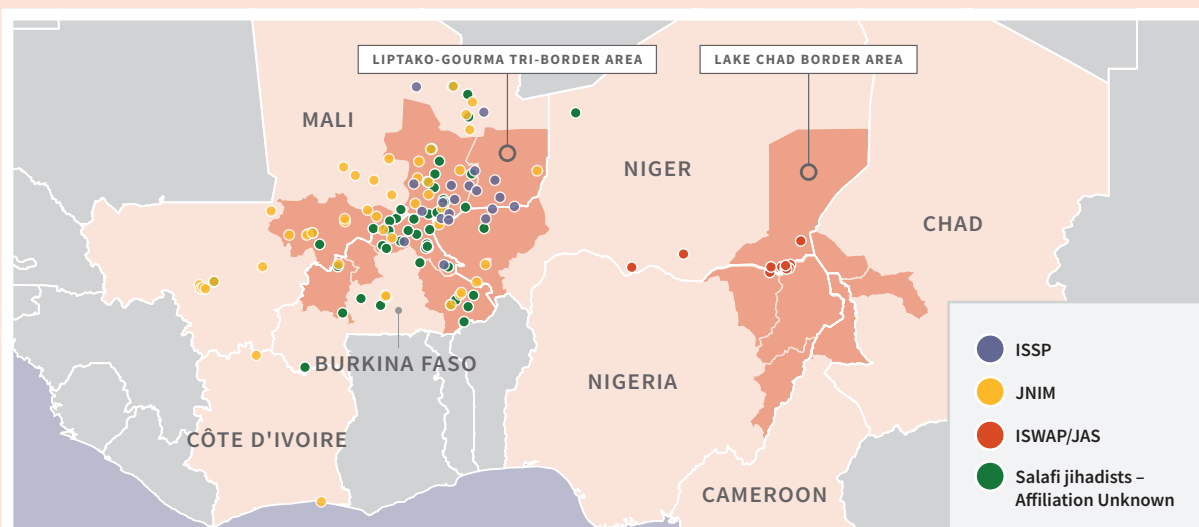 LIPTAKO-GOURMA TRI-BORDER AREA
LAKE CHAD BORDER AREA
MALI
NIGER
CHAD
BURKINA FASO
NIGERIA
CÔTE D'IVOIRE
CAMEROON
ISSP
JNIM
ISWAP/JAS
Salafi jihadists –
Affiliation Unknown